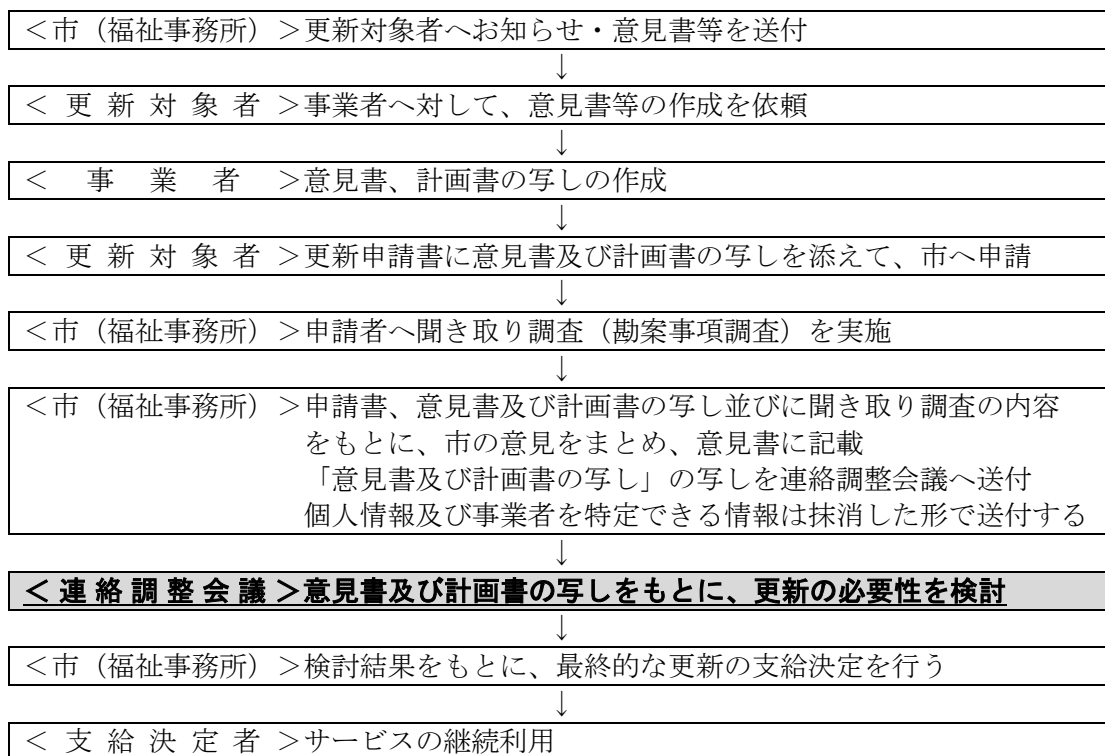 ＜市（福祉事務所）＞更新対象者へお知らせ・意見書等を送付
↓
＜ 更 新 対 象 者 ＞事業者へ対して、意見書等の作成を依頼
↓
＜ 事 業 者 ＞意見書、計画書の写しの作成
↓
＜ 更 新 対 象 者 ＞更新申請書に意見書及び計画書の写しを添えて、市へ申請
↓
＜市（福祉事務所）＞申請者へ聞き取り調査（勘案事項調査）を実施
↓
＜市（福祉事務所）＞申請書、意見書及び計画書の写し並びに聞き取り調査の内容
をもとに、市の意見をまとめ、意見書に記載
「意見書及び計画書の写し」の写しを連絡調整会議へ送付
個人情報及び事業者を特定できる情報は抹消した形で送付する
↓
＜ 連 絡 調 整 会 議 ＞意見書及び計画書の写しをもとに、更新の必要性を検討
↓
＜市（福祉事務所）＞検討結果をもとに、最終的な更新の支給決定を行う
↓
＜ 支 給 決 定 者 ＞サービスの継続利用